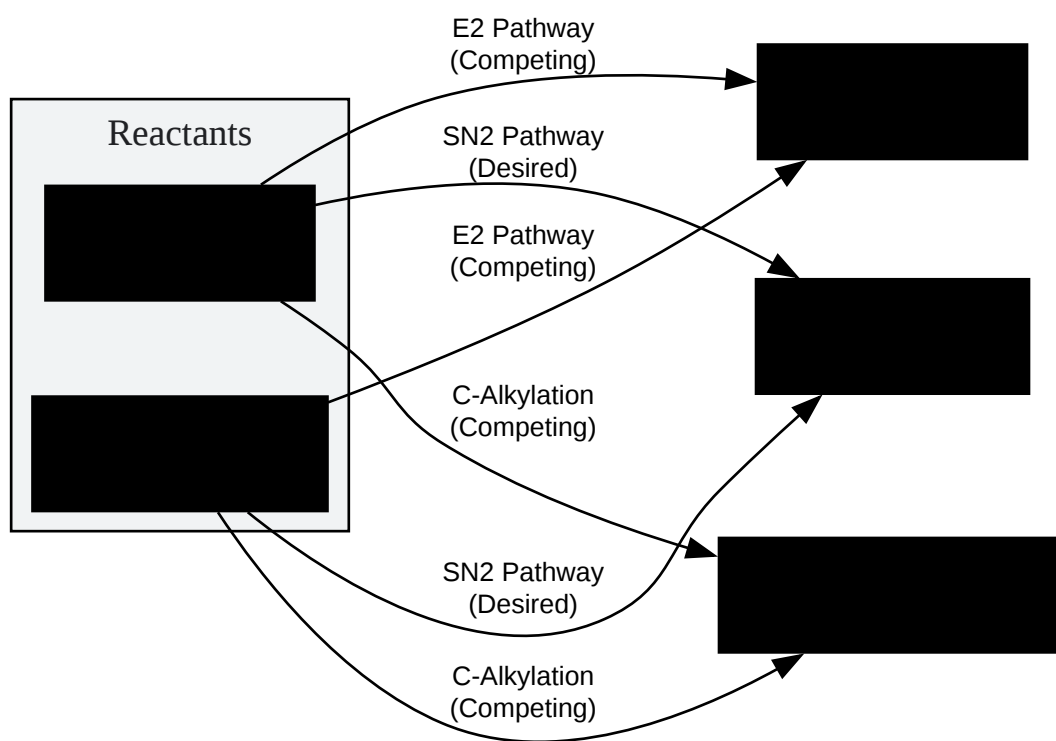 E2 Pathway
(Competing)
Reactants
SN2 Pathway
(Desired)
E2 Pathway
(Competing)
C-Alkylation
(Competing)
SN2 Pathway
(Desired)
C-Alkylation
(Competing)